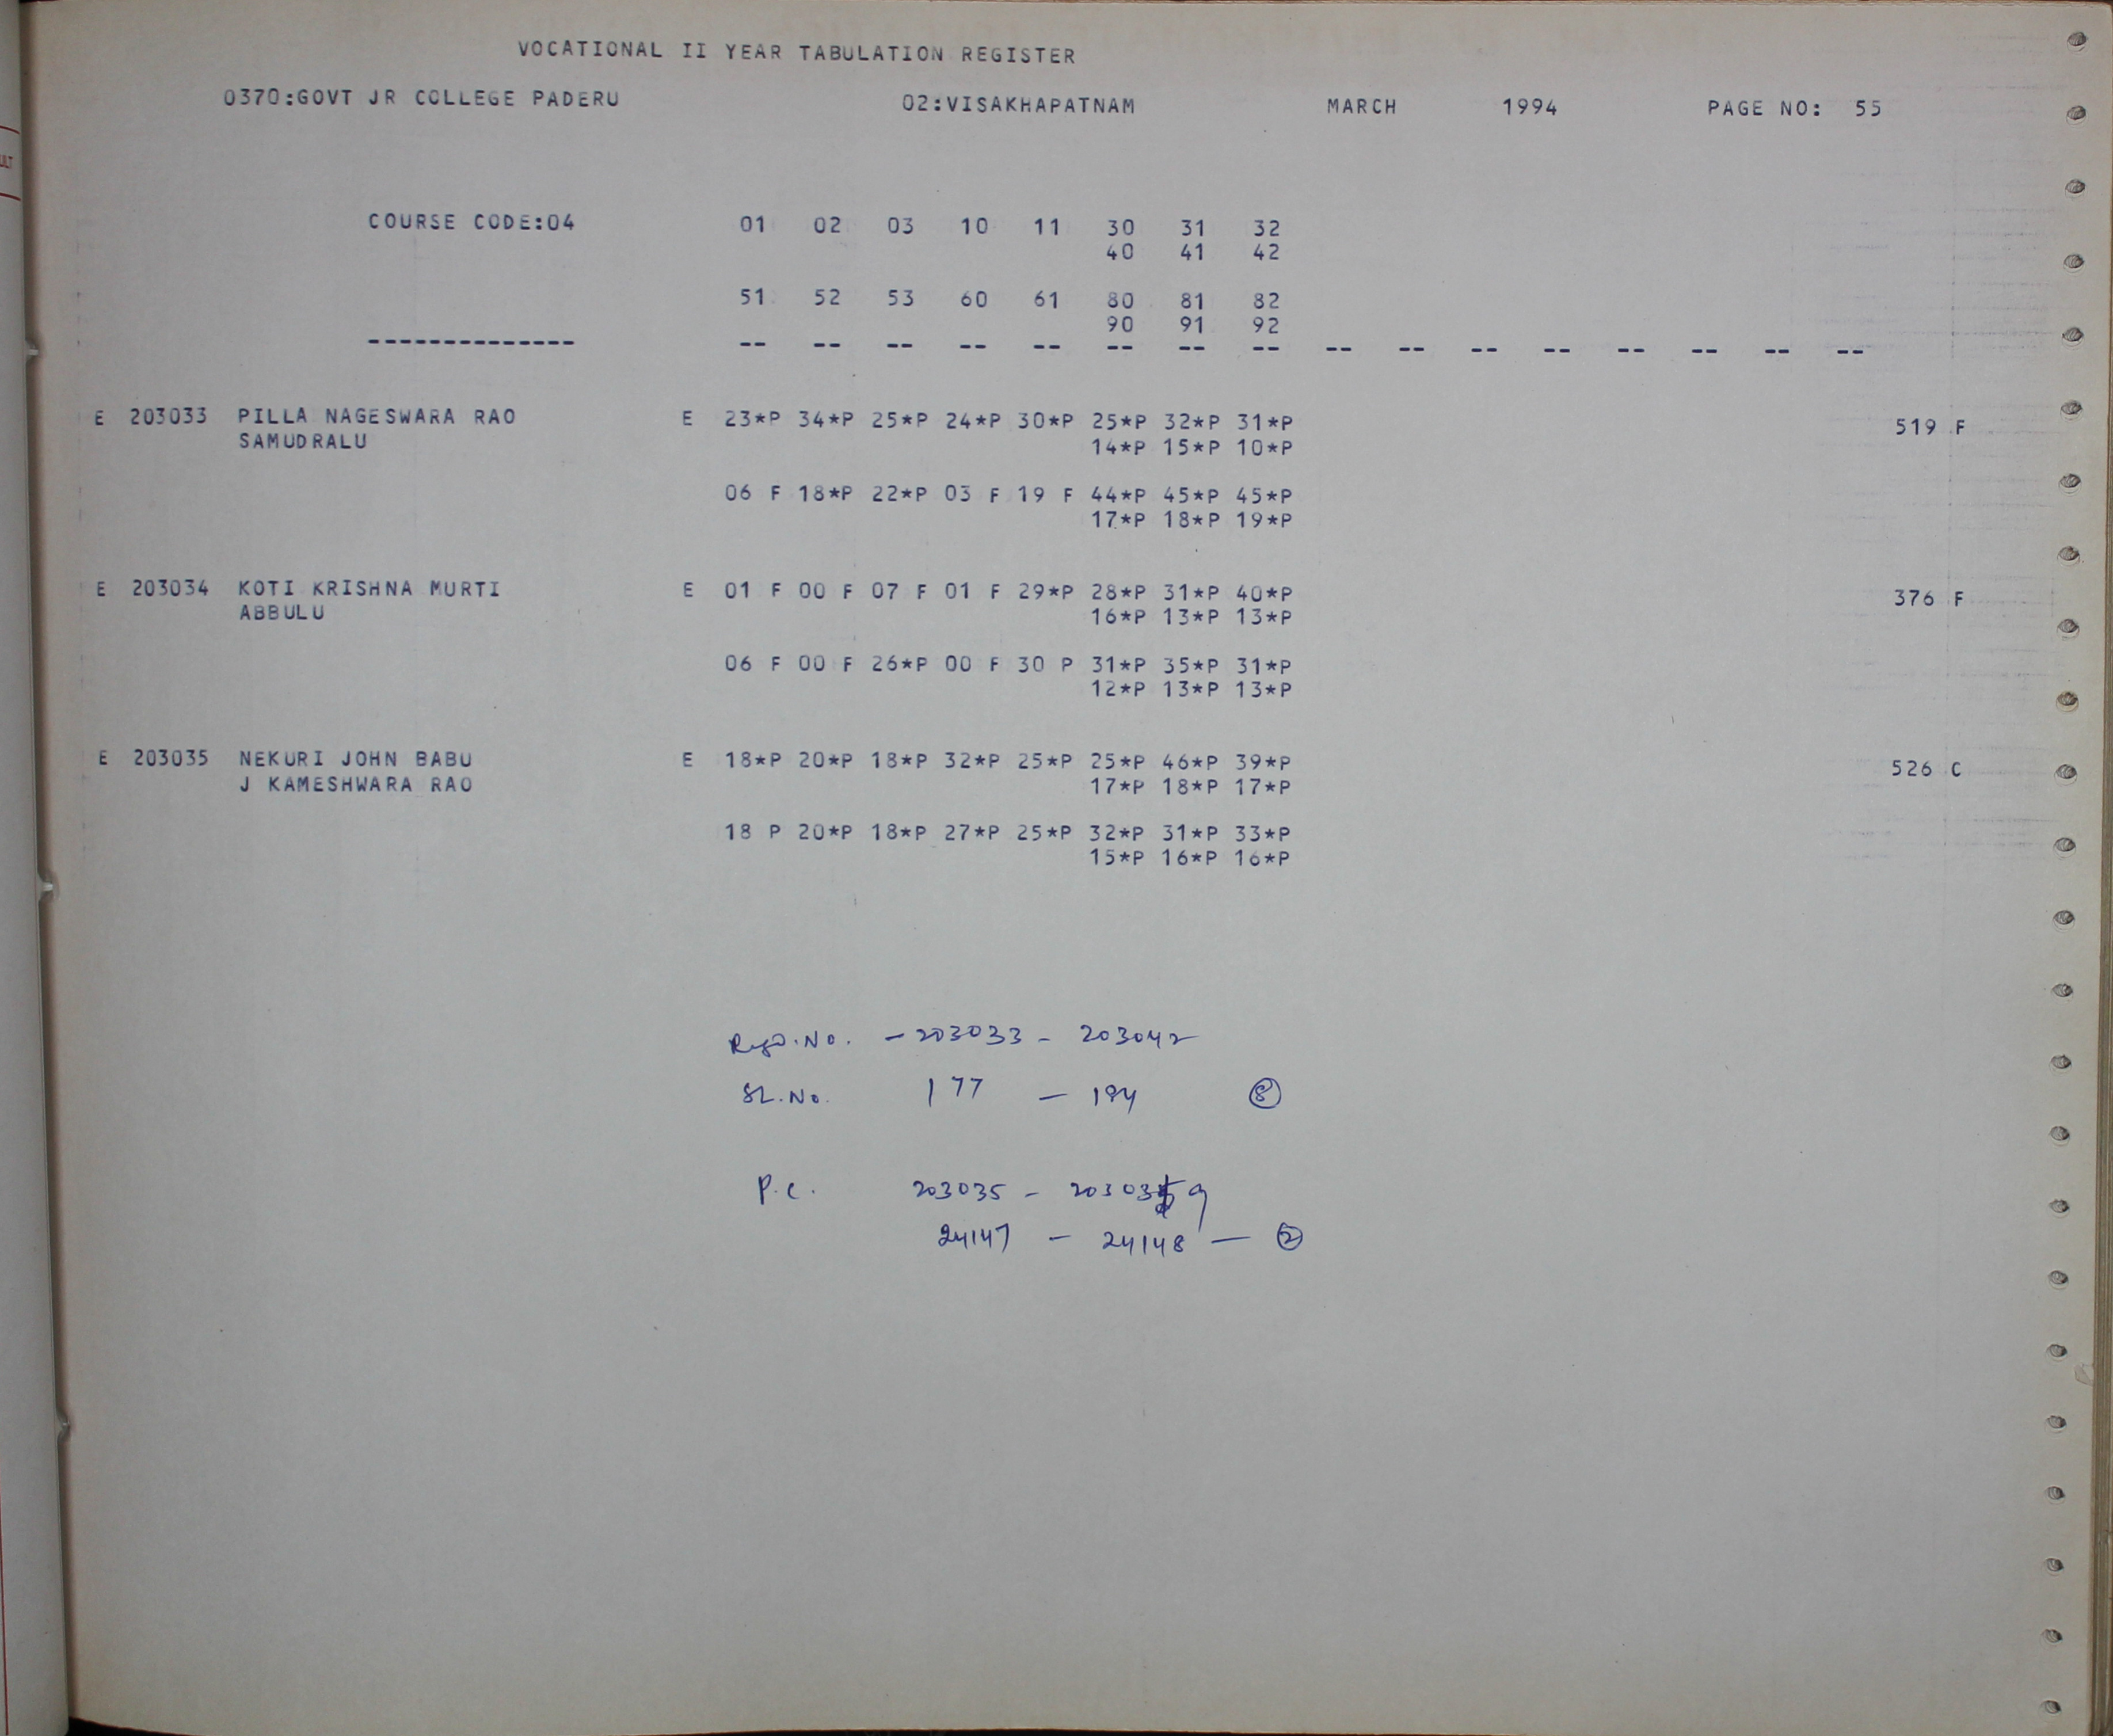 VOCATIONAL II YEAR TABULATION REGISTER
0370:GOVT JR COLLEGE PADERU 02:VISAKHAPATNAM MARCH 1994 PAGE NO: 55
COURSE CODE:04 01 02 03 10 11 30 31 32
40 41 42
51 52 53 60 61 80 81 82
90 91 92
-------------- -- -- -- -- -- -- -- -- -- -- -- -- -- -- -- --
E 203033 PILLA NAGESWARA RAO E 23*P 34*P 25*P 24*P 30*P 25*P 32*P 31*P 519 F
SAMUDRALU 14*P 15*P 10*P
06 F 18*P 22*P 03 F 19 F 44*P 45*P 45*P
17*P 18*P 19*P
E 203034 KOTI KRISHNA MURTI E 01 F 00 F 07 F 01 F 29*P 28*P 31*P 40*P 376 F
ABBULU 16*P 13*P 13*P
06 F 00 F 26*P 00 F 30 P 31*P 35*P 31*P
12*P 13*P 13*P
E 203035 NEKURI JOHN BABU E 18*P 20*P 18*P 32*P 25*P 25*P 46*P 39*P 526 C
J KAMESHWARA RAO 17*P 18*P 17*P
18 P 20*P 18*P 27*P 25*P 32*P 31*P 33*P
15*P 16*P 16*P
Regd.No. - 203033 - 203042
SL.No. 177 - 194 8
P.C. 203035 - 203039
24147 - 24148 - 2